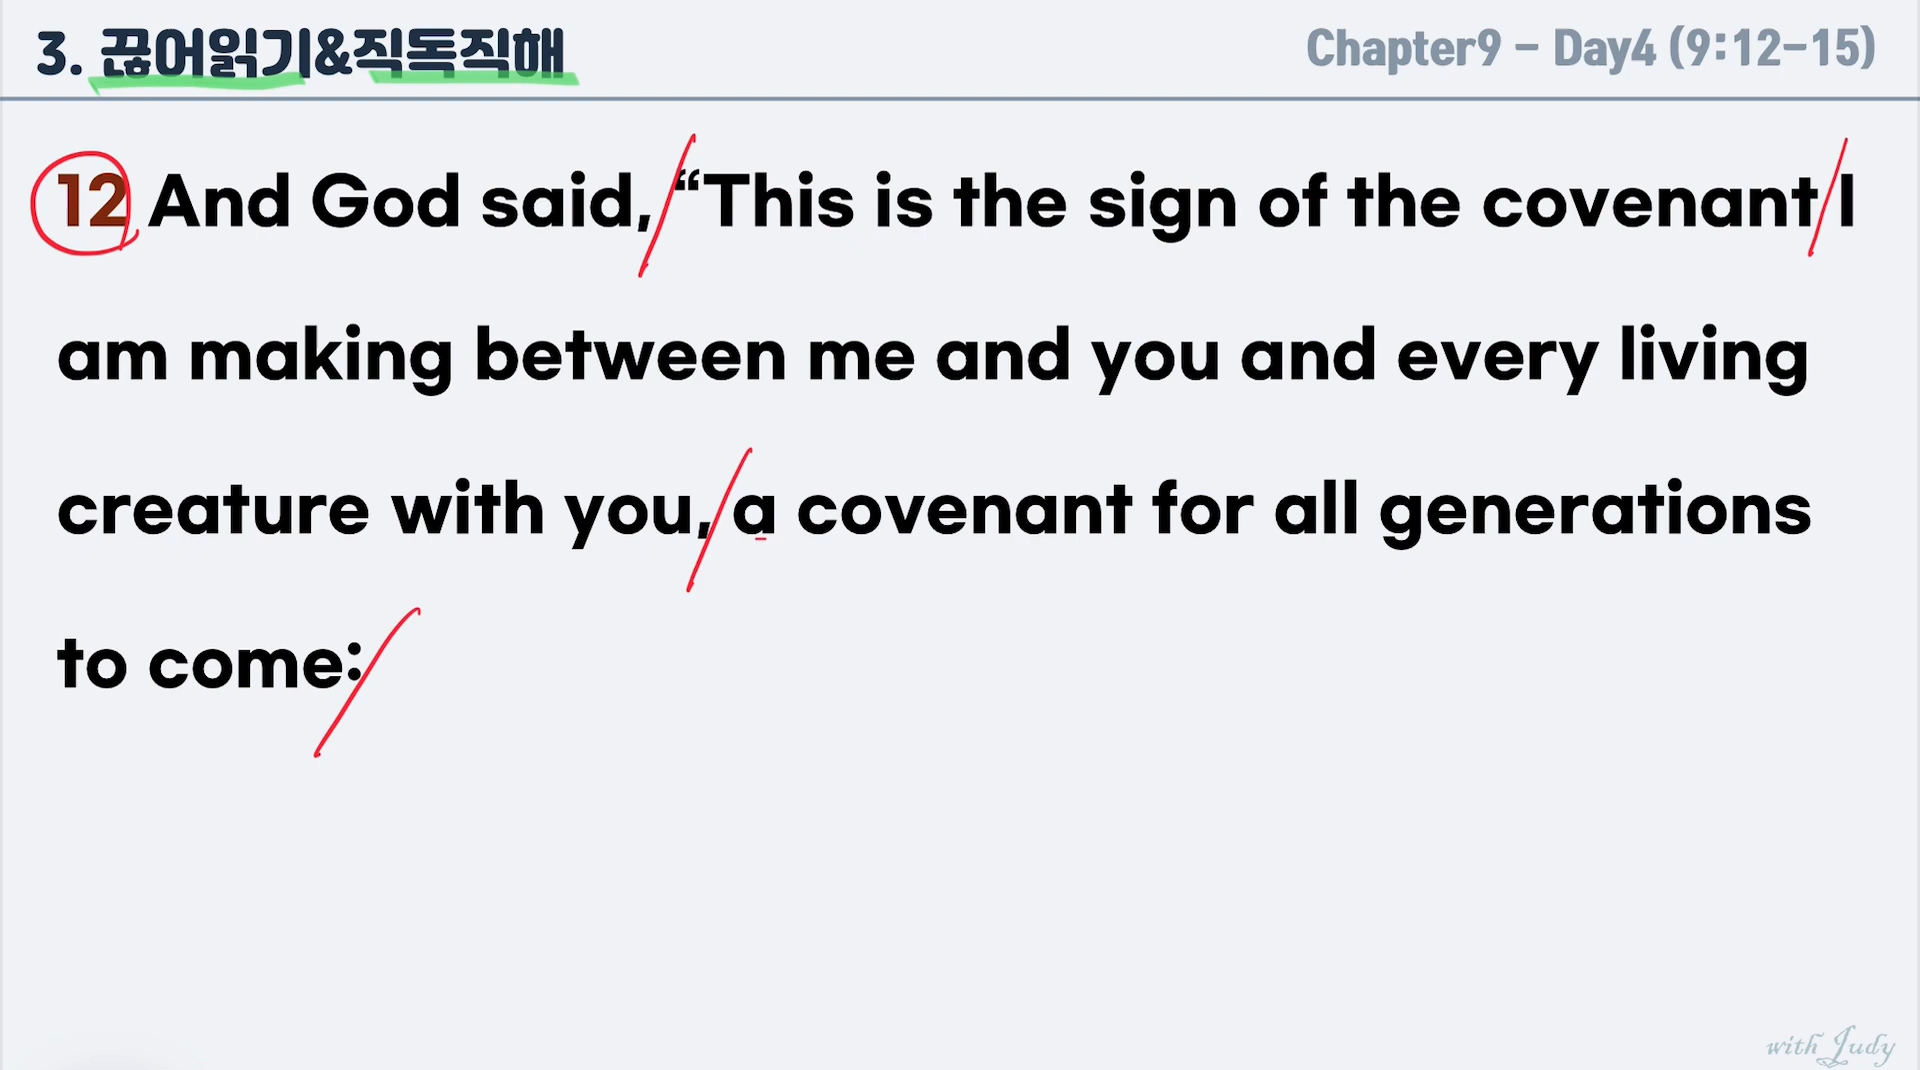 3. 끊어읽기&직독직해
Chapter9 - Day4 (9:12-15)
12 And God said, “This is the sign of the covenant I
am making between me and you and every living
creature with you, a covenant for all generations
to come:
with Judy